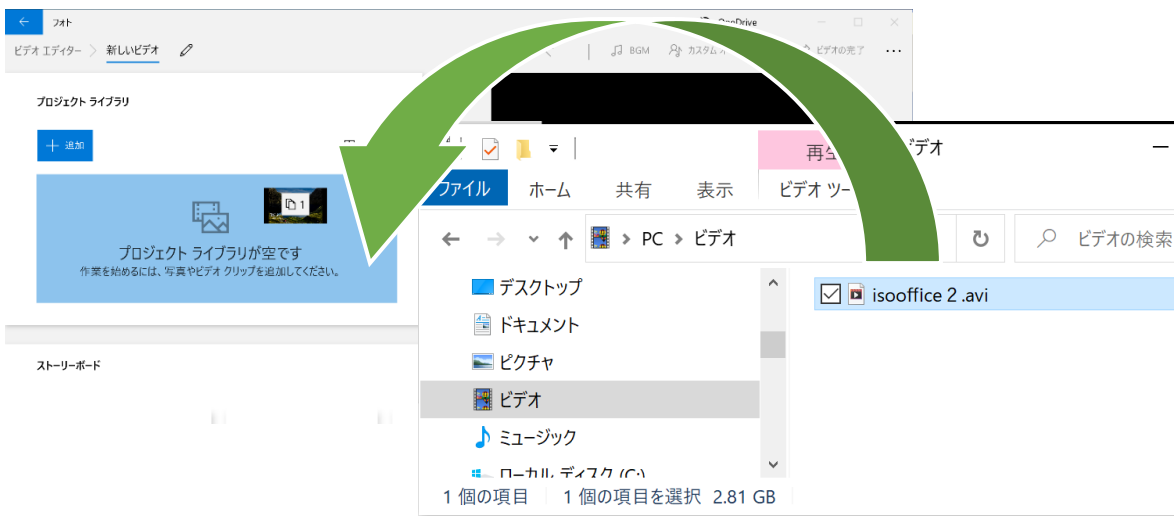 フォト
OneDrive
ビデオ エディター 新しいビデオ
BGM カスタム ビデオの完了 ...
プロジェクト ライブラリ
+ 追加
1
プロジェクト ライブラリが空です
作業を始めるには、写真やビデオ クリップを追加してください。
ストーリーボード
ビデオ
ファイル ホーム 共有 表示 ビデオ ツー
PC > ビデオ
ビデオの検索
デスクトップ
ドキュメント
ピクチャ
ビデオ
ミュージック
ローカル ディスク (C:)
isooffice 2 .avi
1 個の項目 1 個の項目を選択 2.81 GB